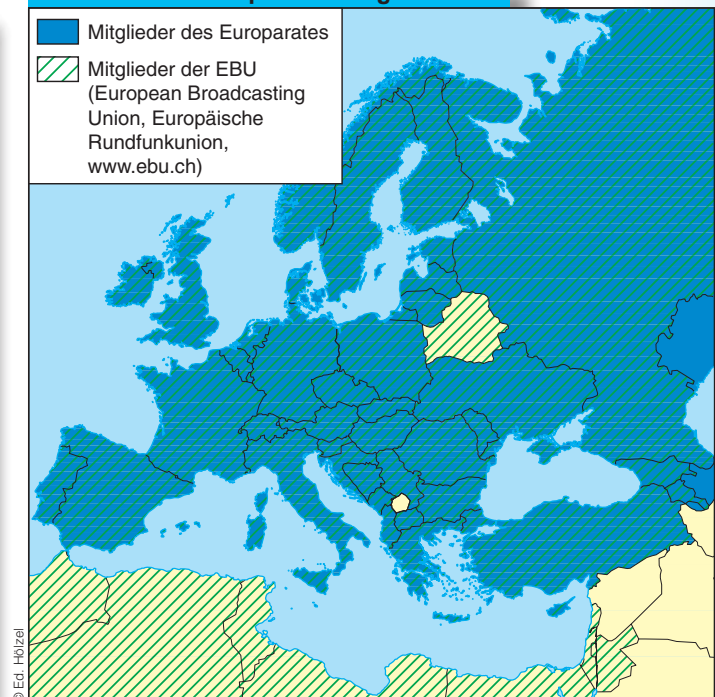 Mitglieder des Europarates
Mitglieder der EBU
(European Broadcasting
Union, Europäische
Rundfunkunion,
www.ebu.ch)
© Ed. Hölzel